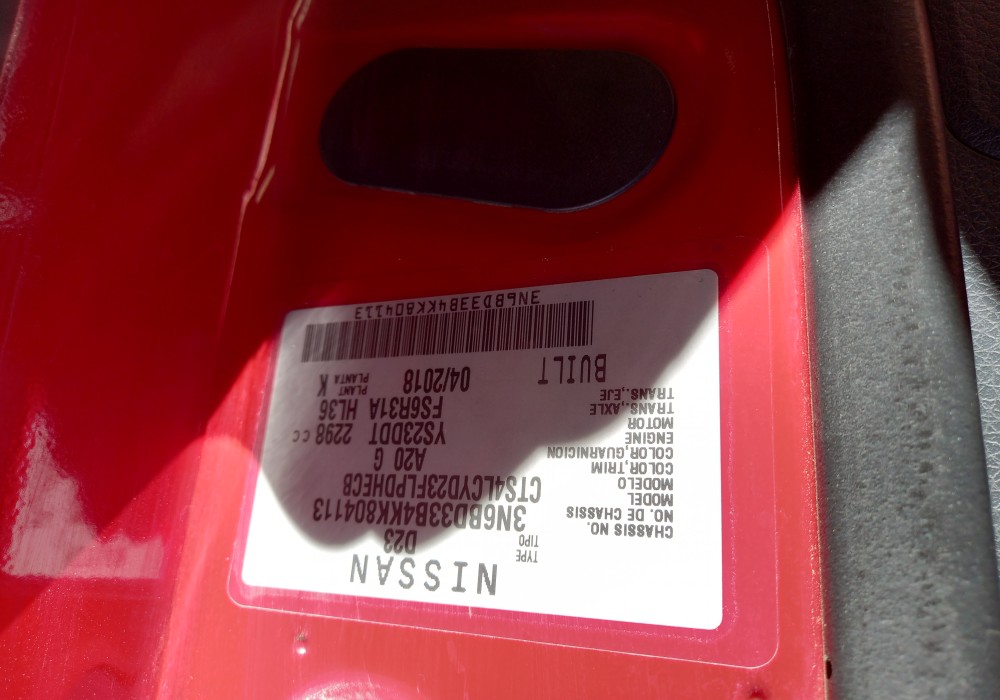 NISSAN
TYPE TIPO D23
CHASSIS NO. NO. DE CHASSIS 3N6BD33B4KK804113
MODEL MODELO CTS4LCYD23FLPDHECB
COLOR,TRIM COLOR,GUARNICION A20 G
ENGINE MOTOR YS23DDT 2298 CC
TRANS.,AXLE TRANS.,EJE FS6R31A HL36
BUILT 04/2018 PLANT PLANTA K
3N6BD33B4KK804113